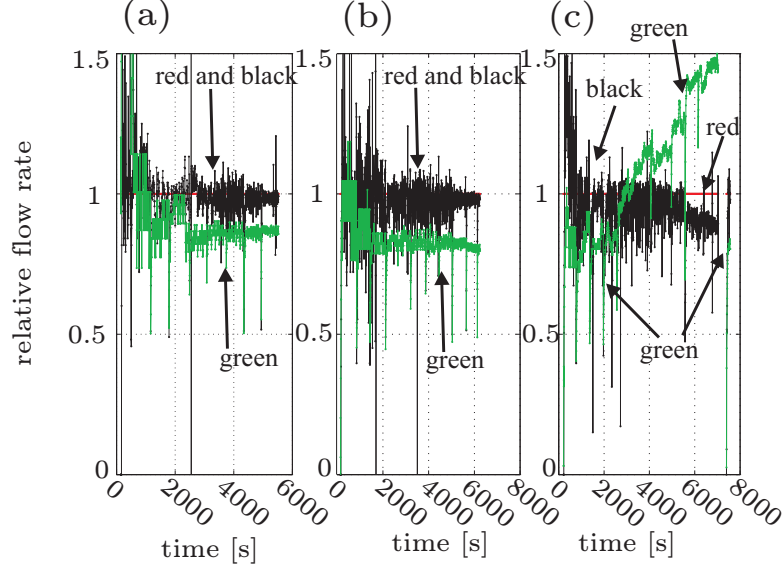 (a) (b) (c)
relative flow rate
1.5
1
0.5
0
red and black
green
0 2000 4000 6000
time [s]
1.5
1
0.5
0
red and black
green
0 2000 4000 6000 8000
time [s]
1.5
1
0.5
0
green
black
red
green
0 2000 4000 6000 8000
time [s]